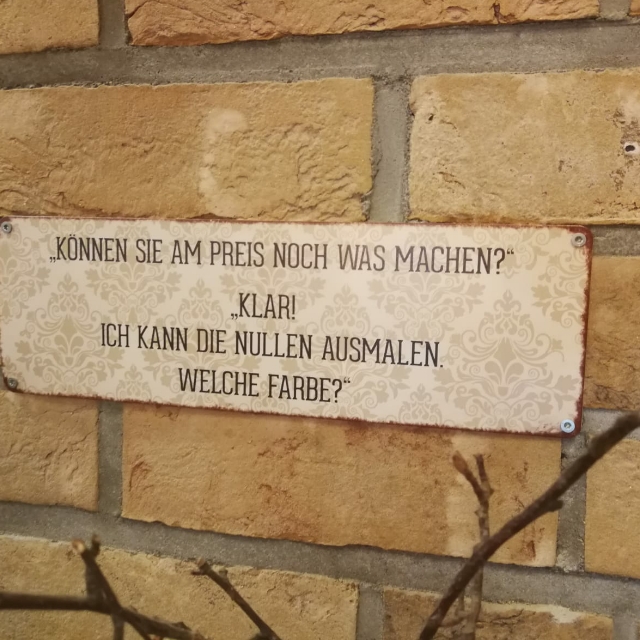 „KÖNNEN SIE AM PREIS NOCH WAS MACHEN?“
„KLAR!
ICH KANN DIE NULLEN AUSMALEN.
WELCHE FARBE?“